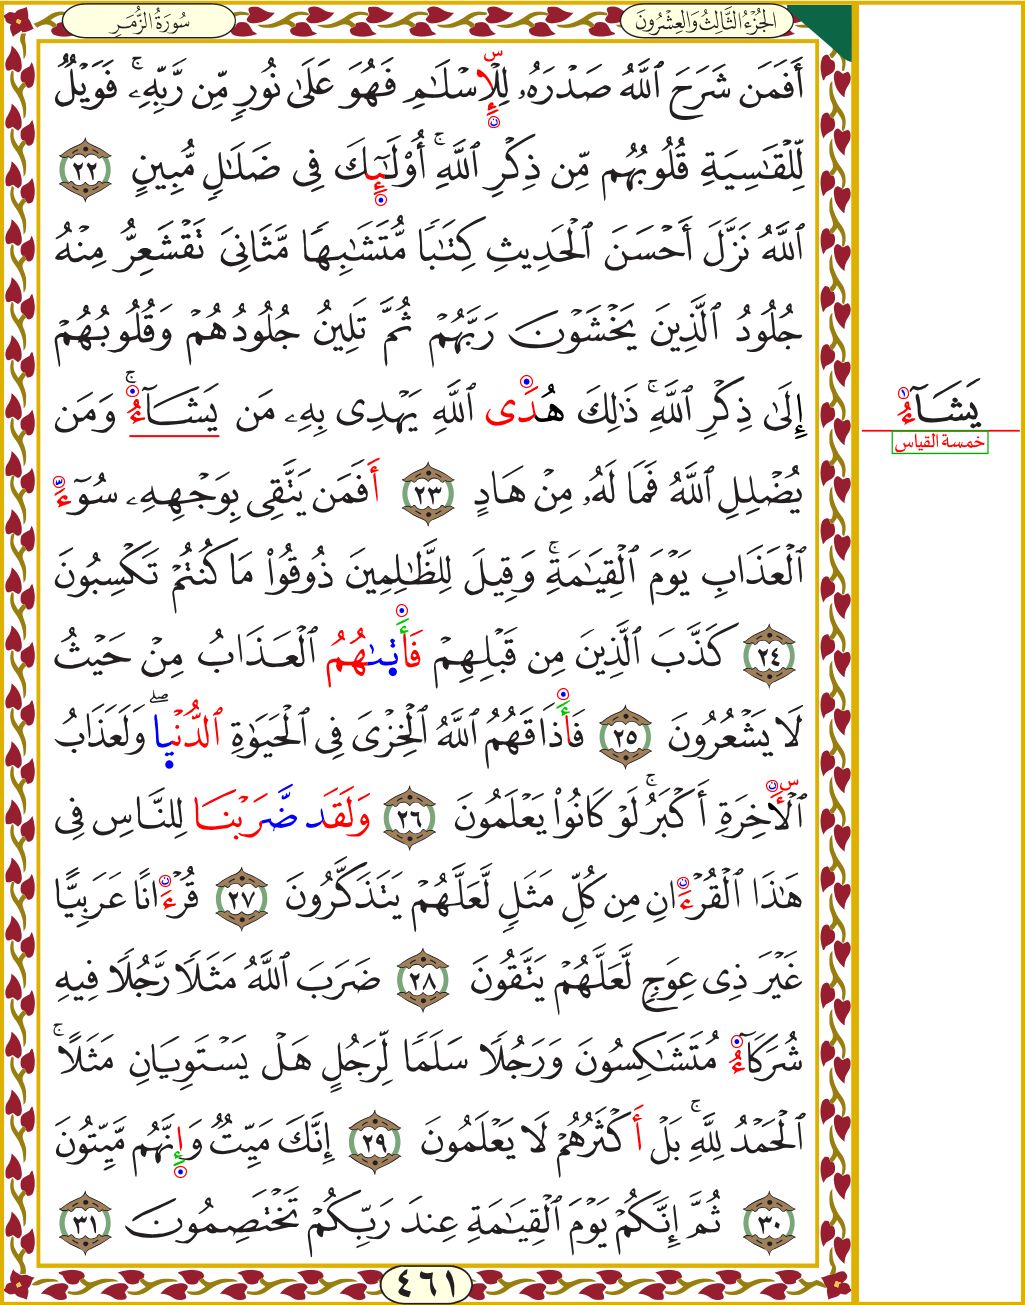 الجُزْءُ الثَّالِثُ وَالعِشْرُونَ
سُورَةُ الزُّمَرِ
أَفَمَن شَرَحَ ٱللَّهُ صَدْرَهُۥ لِلْإِسْلَٰمِ فَهُوَ عَلَىٰ نُورٍ مِّن رَّبِّهِۦۚ فَوَيْلٌ
لِّلْقَٰسِيَةِ قُلُوبُهُم مِّن ذِكْرِ ٱللَّهِۚ أُوْلَٰٓئِكَ فِى ضَلَٰلٍ مُّبِينٍ ٢٢
ٱللَّهُ نَزَّلَ أَحْسَنَ ٱلْحَدِيثِ كِتَٰبًا مُّتَشَٰبِهًا مَّثَانِىَ تَقْشَعِرُّ مِنْهُ
جُلُودُ ٱلَّذِينَ يَخْشَوْنَ رَبَّهُمْ ثُمَّ تَلِينُ جُلُودُهُمْ وَقُلُوبُهُمْ
إِلَىٰ ذِكْرِ ٱللَّهِۚ ذَٰلِكَ هُدَى ٱللَّهِ يَهْدِى بِهِۦ مَن يَشَآءُۚ وَمَن
يُضْلِلِ ٱللَّهُ فَمَا لَهُۥ مِنْ هَادٍ ٢٣ أَفَمَن يَتَّقِى بِوَجْهِهِۦ سُوٓءَ
ٱلْعَذَابِ يَوْمَ ٱلْقِيَٰمَةِۚ وَقِيلَ لِلظَّٰلِمِينَ ذُوقُواْ مَا كُنتُمْ تَكْسِبُونَ
٢٤ كَذَّبَ ٱلَّذِينَ مِن قَبْلِهِمْ فَأَتَىٰهُمُ ٱلْعَذَابُ مِنْ حَيْثُ
لَا يَشْعُرُونَ ٢٥ فَأَذَاقَهُمُ ٱللَّهُ ٱلْخِزْىَ فِى ٱلْحَيَوٰةِ ٱلدُّنْيَاۖ وَلَعَذَابُ
ٱلْأَخِرَةِ أَكْبَرُۚ لَوْ كَانُواْ يَعْلَمُونَ ٢٦ وَلَقَد ضَّرَبْنَا لِلنَّاسِ فِى
هَٰذَا ٱلْقُرْءَانِ مِن كُلِّ مَثَلٍ لَّعَلَّهُمْ يَتَذَكَّرُونَ ٢٧ قُرْءَانًا عَرَبِيًّا
غَيْرَ ذِى عِوَجٍ لَّعَلَّهُمْ يَتَّقُونَ ٢٨ ضَرَبَ ٱللَّهُ مَثَلًا رَّجُلًا فِيهِ
شُرَكَآءُ مُتَشَٰكِسُونَ وَرَجُلًا سَلَمًا لِّرَجُلٍ هَلْ يَسْتَوِيَانِ مَثَلًاۚ
ٱلْحَمْدُ لِلَّهِۚ بَلْ أَكْثَرُهُمْ لَا يَعْلَمُونَ ٢٩ إِنَّكَ مَيِّتٌ وَإِنَّهُم مَّيِّتُونَ
٣٠ ثُمَّ إِنَّكُمْ يَوْمَ ٱلْقِيَٰمَةِ عِندَ رَبِّكُمْ تَخْتَصِمُونَ ٣١
٤٦١
يَشَآءُ
خمسة القياس